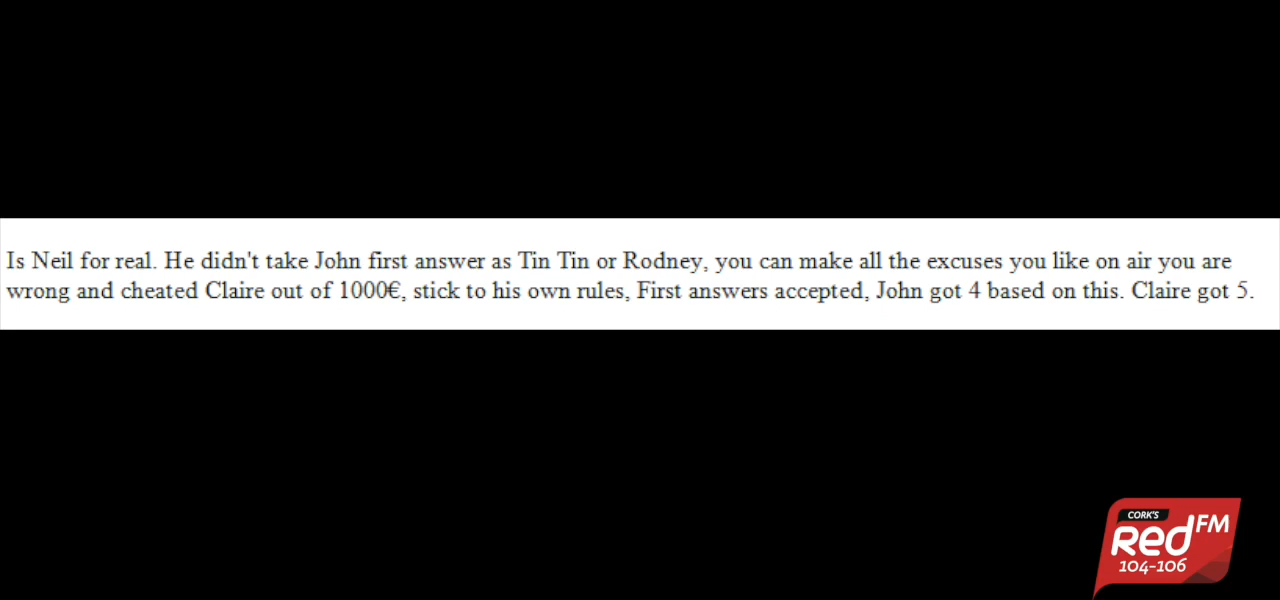 Is Neil for real. He didn't take John first answer as Tin Tin or Rodney, you can make all the excuses you like on air you are
wrong and cheated Claire out of 1000€, stick to his own rules, First answers accepted, John got 4 based on this. Claire got 5.
CORK'S
Red FM
104-106